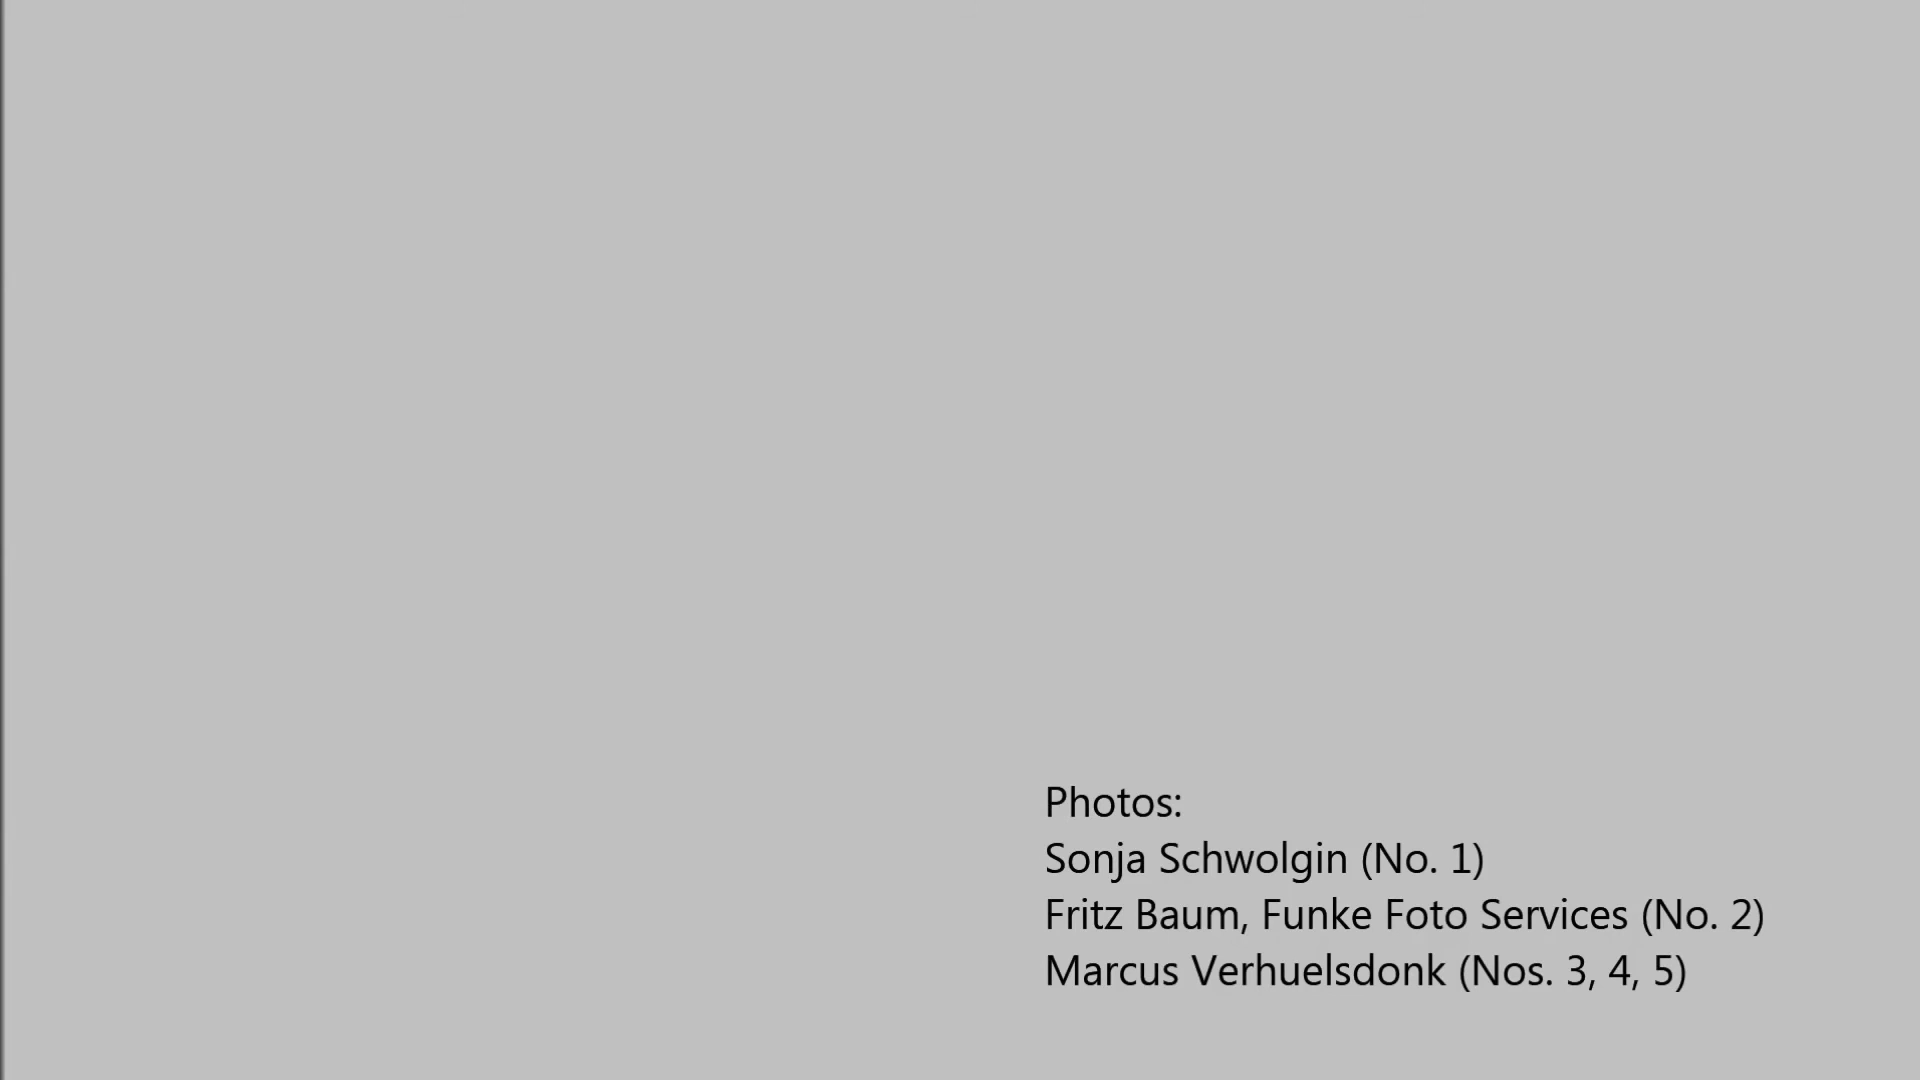 Photos:
Sonja Schwolgin (No. 1)
Fritz Baum, Funke Foto Services (No. 2)
Marcus Verhuelsdonk (Nos. 3, 4, 5)